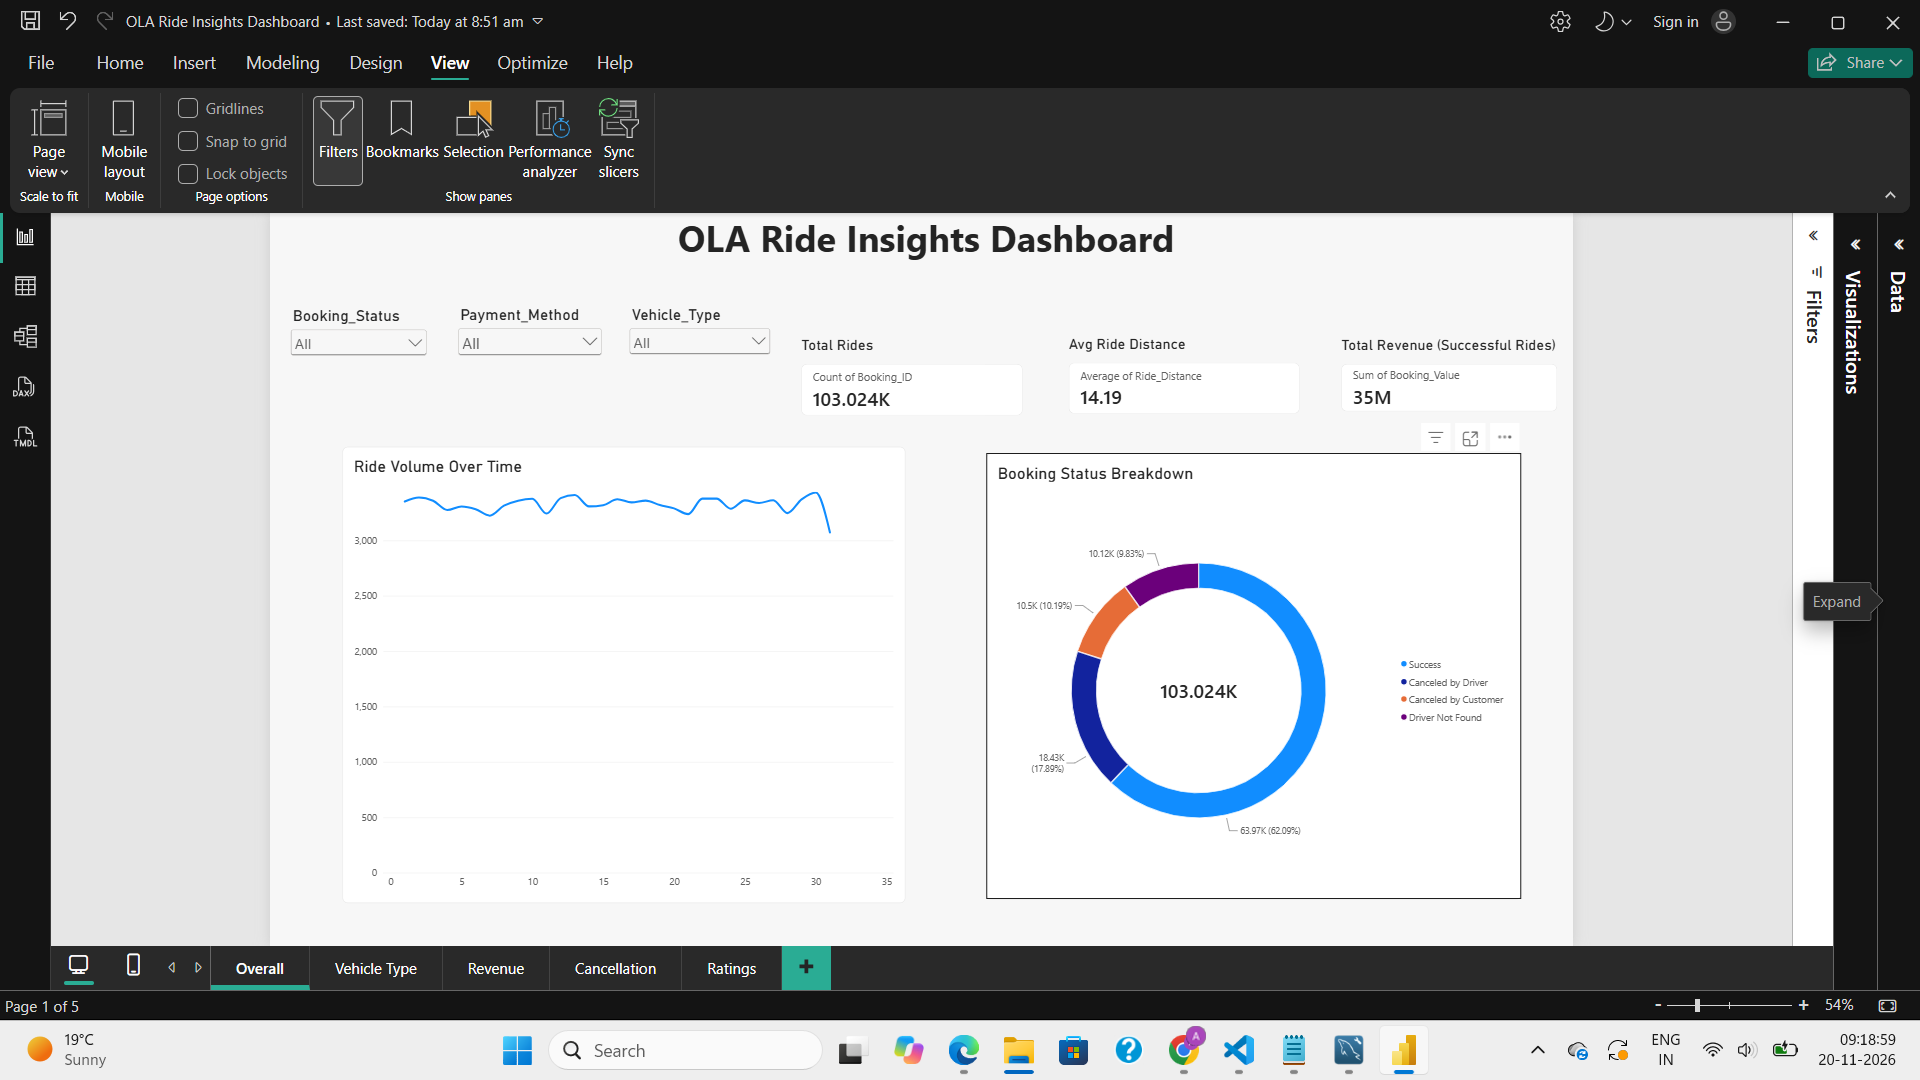 OLA Ride Insights Dashboard • Last saved: Today at 8:51 am
Sign in
File Home Insert Modeling Design View Optimize Help
Share
Page view
Scale to fit
Mobile layout
Mobile
Gridlines
Snap to grid
Lock objects
Page options
Filters
Bookmarks
Selection
Performance analyzer
Sync slicers
Show panes
DAX
TMDL
OLA Ride Insights Dashboard
Booking_Status
All
Payment_Method
All
Vehicle_Type
All
Total Rides
Count of Booking_ID
103.024K
Avg Ride Distance
Average of Ride_Distance
14.19
Total Revenue (Successful Rides)
Sum of Booking_Value
35M
Ride Volume Over Time
3,000
2,500
2,000
1,500
1,000
500
0
0 5 10 15 20 25 30 35
Booking Status Breakdown
10.12K (9.83%)
10.5K (10.19%)
18.43K
(17.89%)
63.97K (62.09%)
103.024K
Success
Canceled by Driver
Canceled by Customer
Driver Not Found
Filters
Visualizations
Data
Expand
Overall
Vehicle Type
Revenue
Cancellation
Ratings
+
Page 1 of 5
- + 54%
19°C
Sunny
Search
A
ENG
IN
09:18:59
20-11-2026